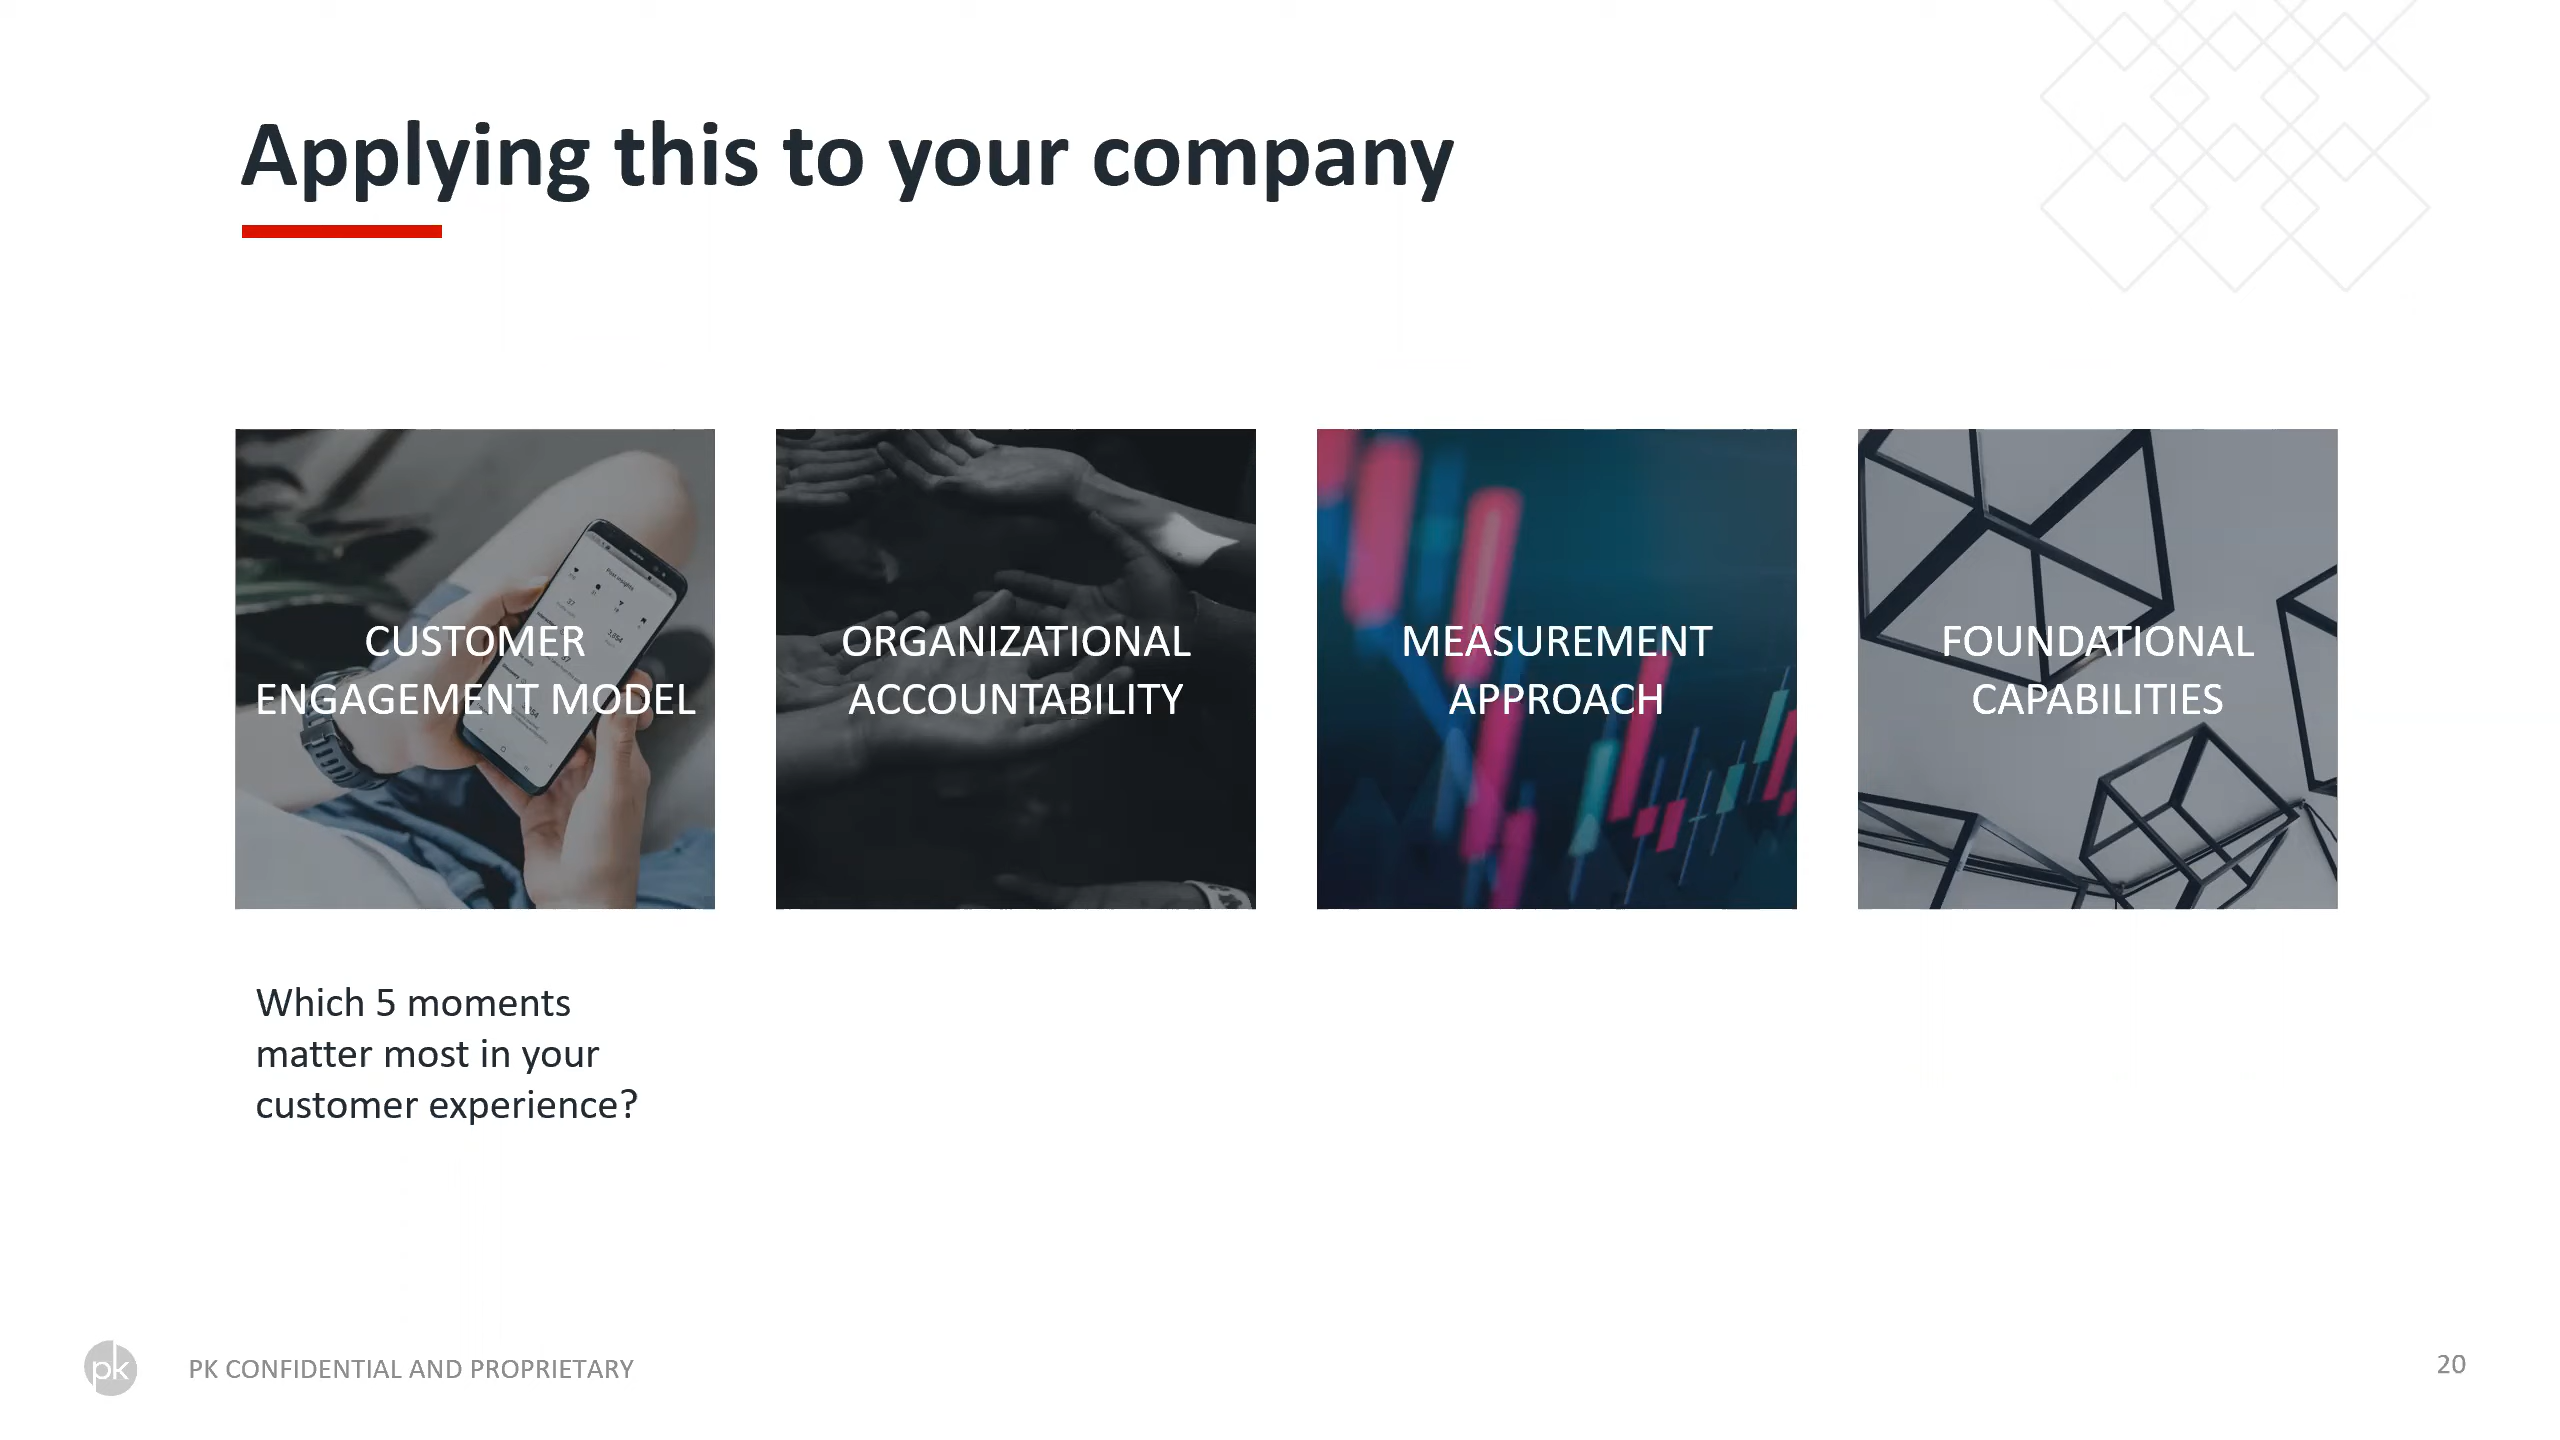 Applying this to your company
CUSTOMER
ENGAGEMENT MODEL
ORGANIZATIONAL
ACCOUNTABILITY
MEASUREMENT
APPROACH
FOUNDATIONAL
CAPABILITIES
Which 5 moments
matter most in your
customer experience?
pk
PK CONFIDENTIAL AND PROPRIETARY
20